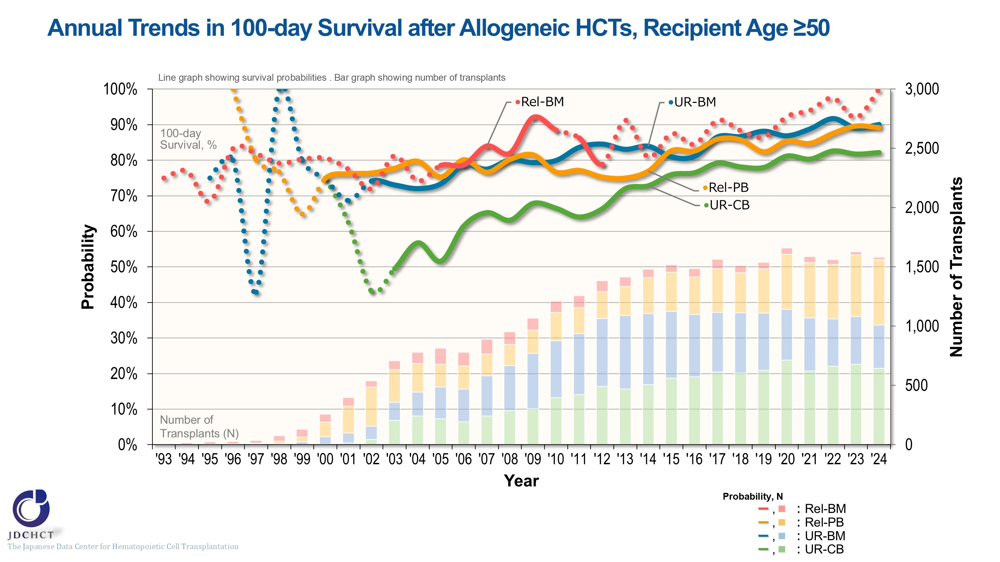 Annual Trends in 100-day Survival after Allogeneic HCTs, Recipient Age ≥50
Line graph showing survival probabilities . Bar graph showing number of transplants
100%
90%
80%
70%
60%
50%
40%
30%
20%
10%
0%
Probability
100-day
Survival, %
Rel-BM
UR-BM
Rel-PB
UR-CB
Number of
Transplants (N)
3,000
2,500
2,000
1,500
1,000
500
0
Number of Transplants
'93 '94 '95 '96 '97 '98 '99 '00 '01 '02 '03 '04 '05 '06 '07 '08 '09 '10 '11 '12 '13 '14 '15 '16 '17 '18 '19 '20 '21 '22 '23 '24
Year
Probability, N
, : Rel-BM
, : Rel-PB
, : UR-BM
, : UR-CB
JDCHCT
The Japanese Data Center for Hematopoietic Cell Transplantation